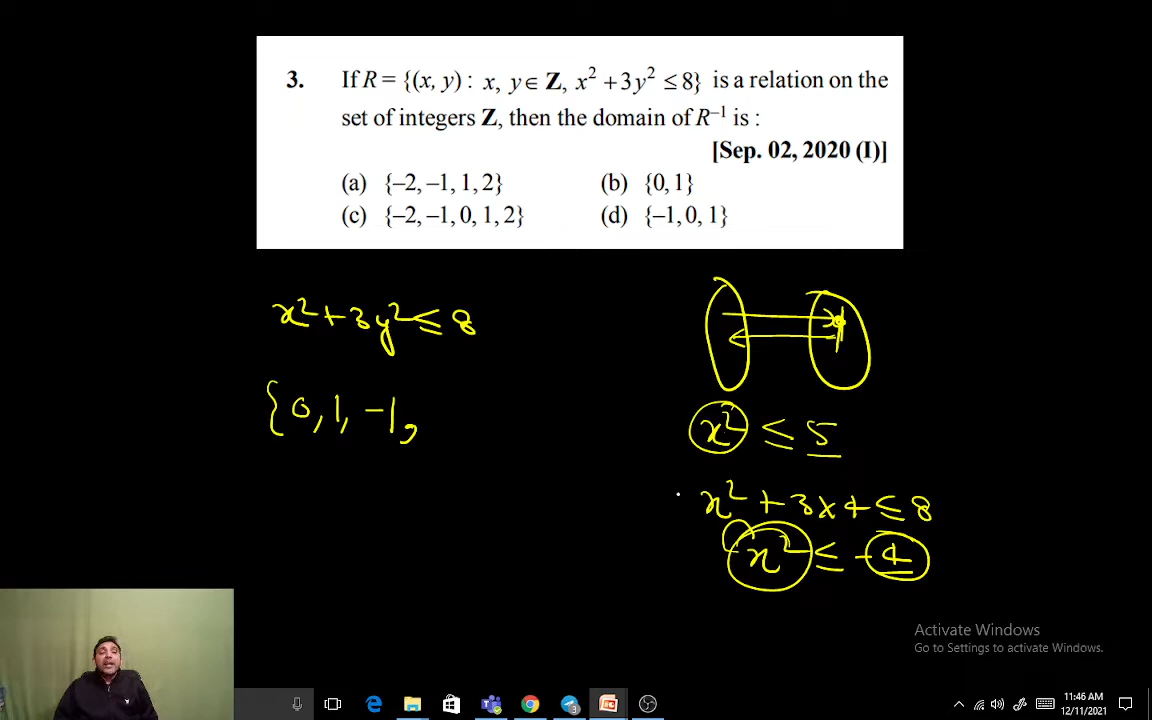 3. If R = {(x, y) : x, y ∈ Z, x² + 3y² ≤ 8} is a relation on the
set of integers Z, then the domain of R⁻¹ is :
[Sep. 02, 2020 (I)]
(a) {–2, –1, 1, 2} (b) {0, 1}
(c) {–2, –1, 0, 1, 2} (d) {–1, 0, 1}
x² + 3y² ≤ 8
{0, 1, -1,
x² ≤ 5
x² + 3 x 4 ≤ 8
x² ≤ -4
Activate Windows
Go to Settings to activate Windows.
11:46 AM
12/11/2021